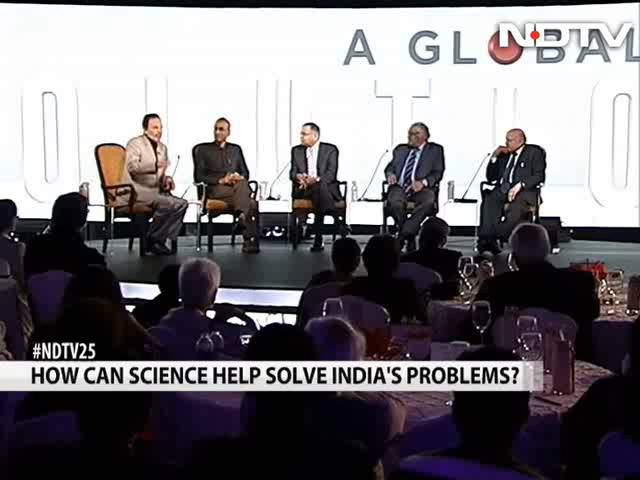 NDTV
A GLOBAL
#NDTV25
HOW CAN SCIENCE HELP SOLVE INDIA'S PROBLEMS?